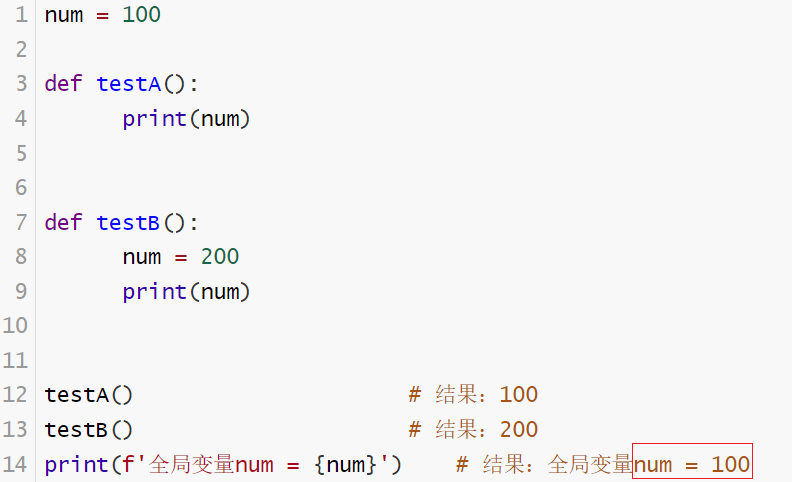 1 num = 100
2
3 def testA():
4 print(num)
5
6
7 def testB():
8 num = 200
9 print(num)
10
11
12 testA() # 结果：100
13 testB() # 结果：200
14 print(f'全局变量num = {num}') # 结果：全局变量num = 100